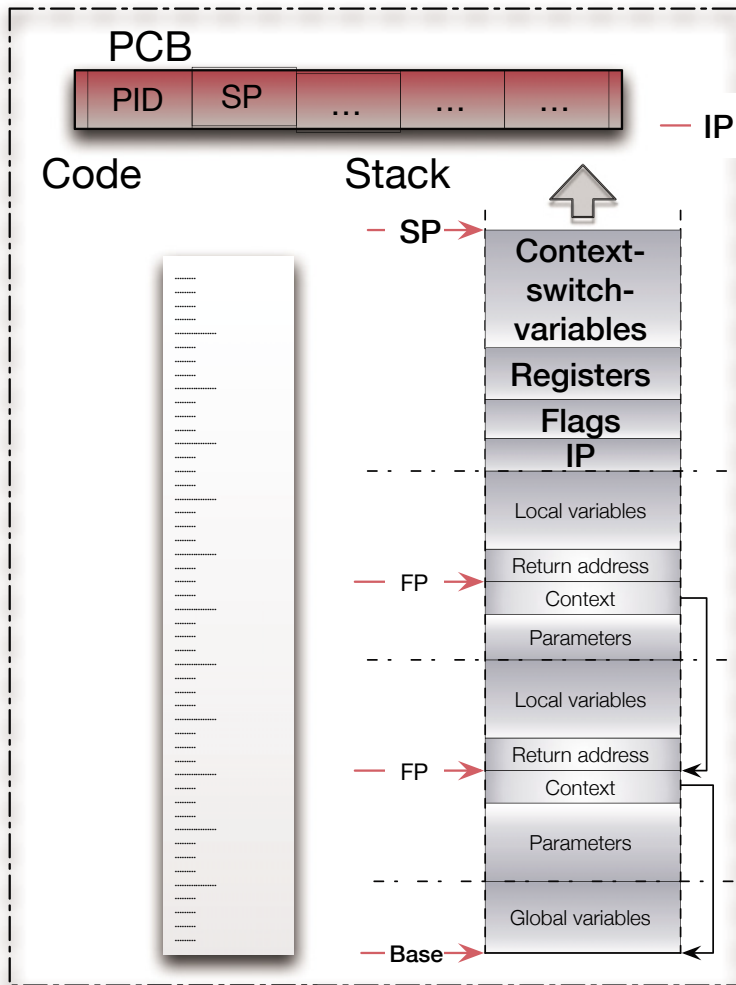 PCB
PID SP ... ... ...
IP
Code Stack
SP
Context-
switch-
variables
Registers
Flags
IP
Local variables
Return address
FP
Context
Parameters
Local variables
Return address
FP
Context
Parameters
Global variables
Base